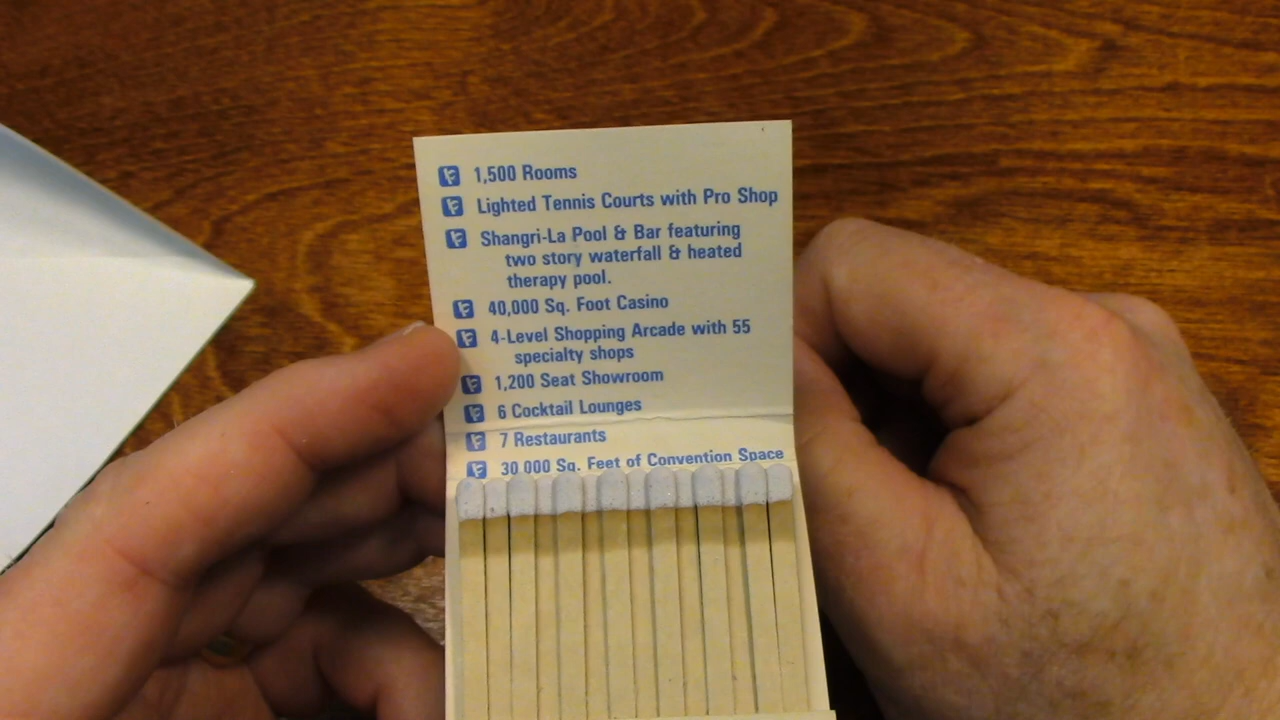 1,500 Rooms
Lighted Tennis Courts with Pro Shop
Shangri-La Pool & Bar featuring
two story waterfall & heated
therapy pool.
40,000 Sq. Foot Casino
4-Level Shopping Arcade with 55
specialty shops
1,200 Seat Showroom
6 Cocktail Lounges
7 Restaurants
30,000 Sq. Feet of Convention Space